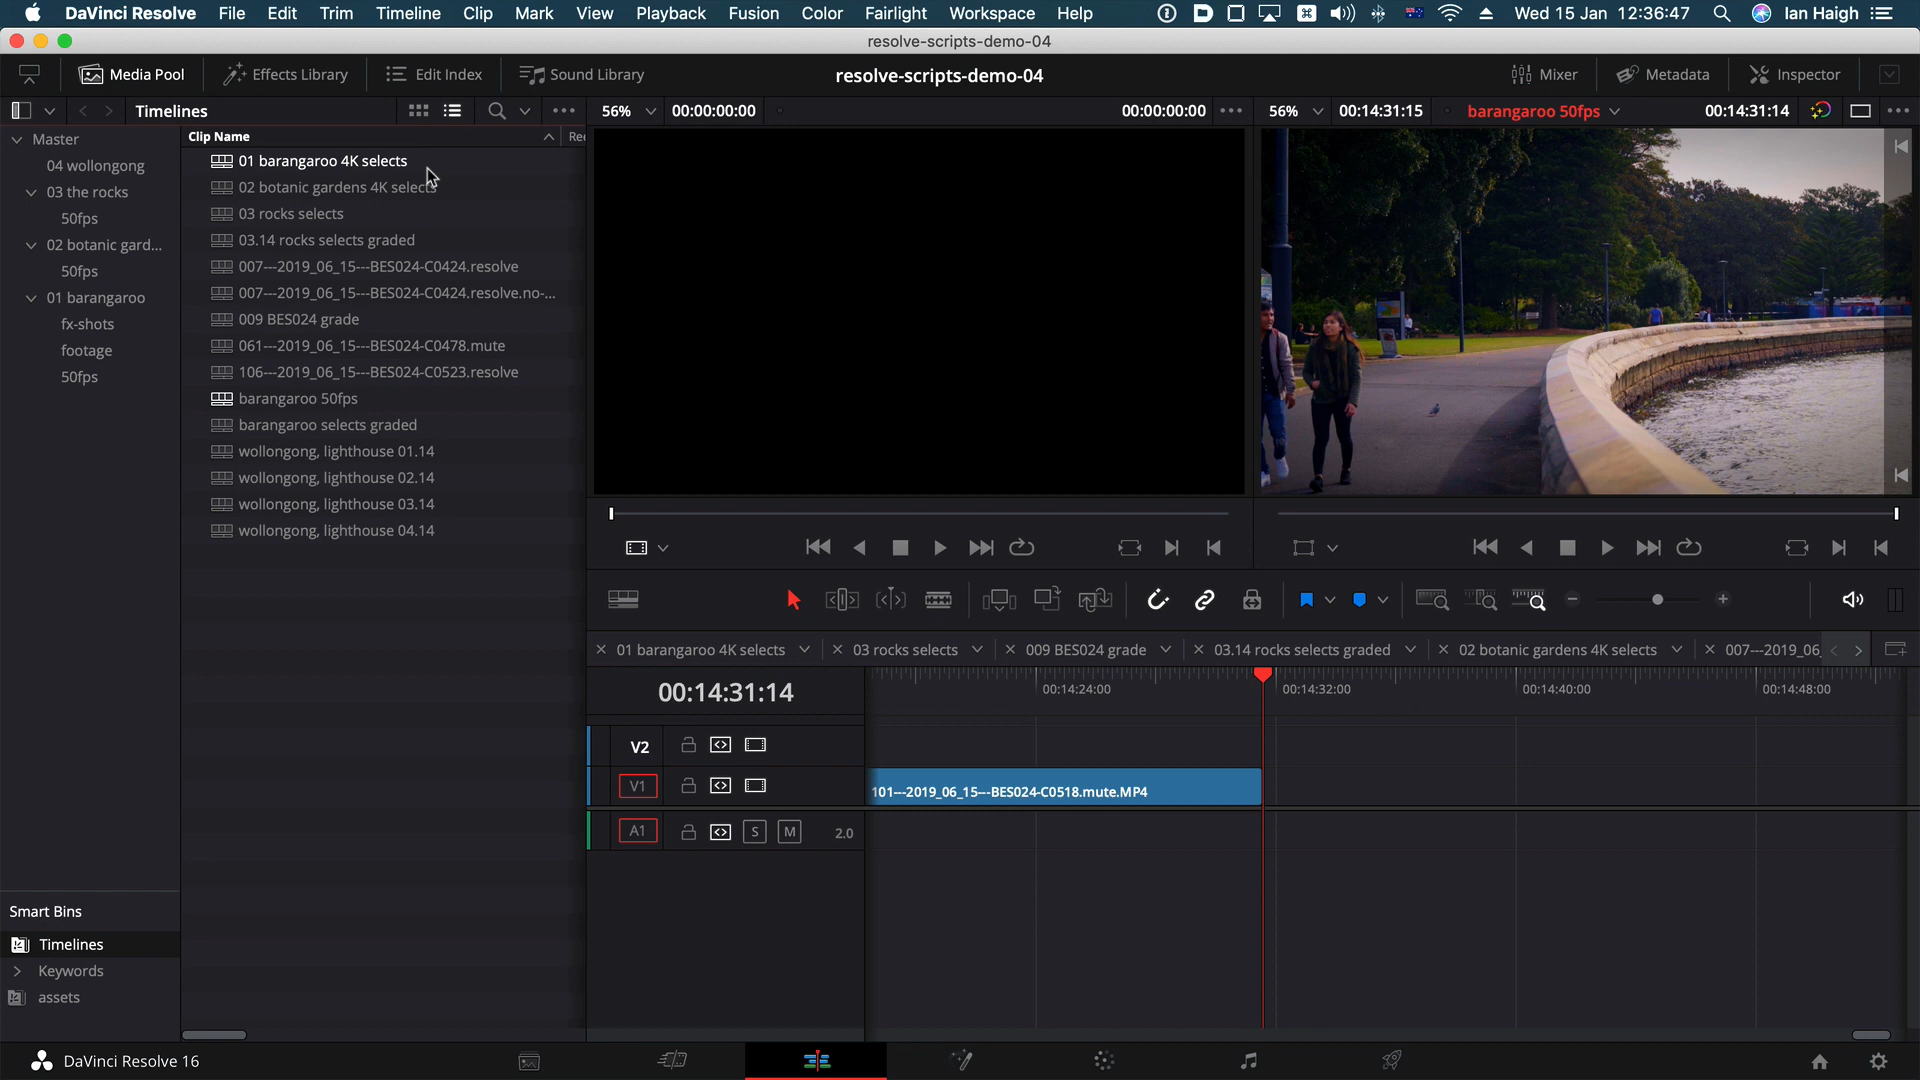 DaVinci Resolve File Edit Trim Timeline Clip Mark View Playback Fusion Color Fairlight Workspace Help Wed 15 Jan 12:36:47 Ian Haigh
resolve-scripts-demo-04
Media Pool Effects Library Edit Index Sound Library resolve-scripts-demo-04 Mixer Metadata Inspector
Timelines 56% 00:00:00:00 00:00:00:00 56% 00:14:31:15 barangaroo 50fps 00:14:31:14
Master
04 wollongong
03 the rocks
50fps
02 botanic gard...
50fps
01 barangaroo
fx-shots
footage
50fps
Clip Name Ree
01 barangaroo 4K selects
02 botanic gardens 4K selects
03 rocks selects
03.14 rocks selects graded
007---2019_06_15---BES024-C0424.resolve
007---2019_06_15---BES024-C0424.resolve.no-...
009 BES024 grade
061---2019_06_15---BES024-C0478.mute
106---2019_06_15---BES024-C0523.resolve
barangaroo 50fps
barangaroo selects graded
wollongong, lighthouse 01.14
wollongong, lighthouse 02.14
wollongong, lighthouse 03.14
wollongong, lighthouse 04.14
01 barangaroo 4K selects 03 rocks selects 009 BES024 grade 03.14 rocks selects graded 02 botanic gardens 4K selects 007---2019_06_
00:14:31:14 00:14:24:00 00:14:32:00 00:14:40:00 00:14:48:00
V2
V1 101---2019_06_15---BES024-C0518.mute.MP4
A1 S M 2.0
Smart Bins
Timelines
Keywords
assets
DaVinci Resolve 16